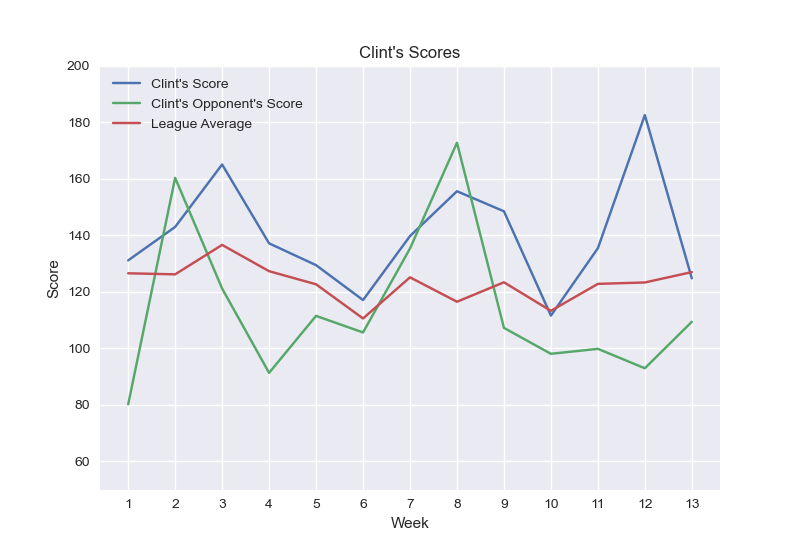 Clint's Scores
Clint's Score
Clint's Opponent's Score
League Average
Score
200
180
160
140
120
100
80
60
1 2 3 4 5 6 7 8 9 10 11 12 13
Week